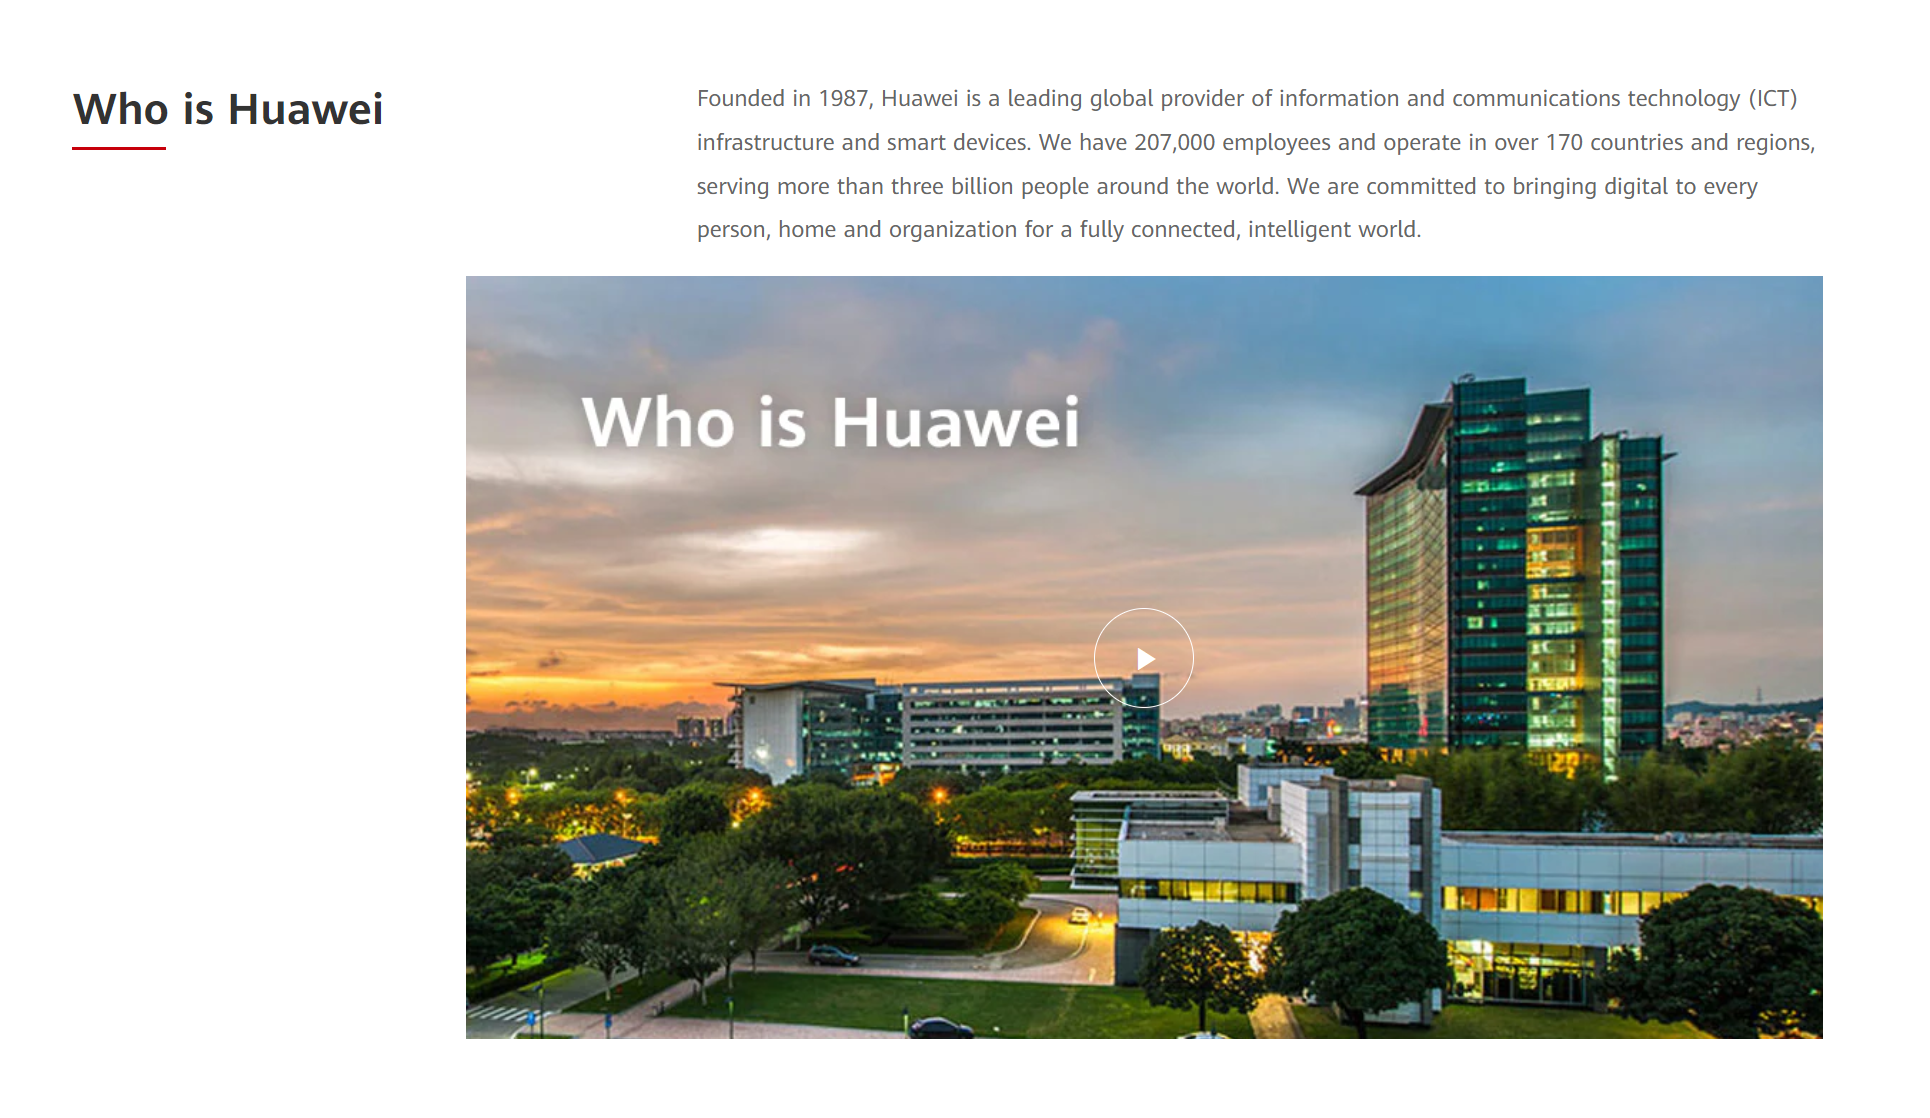 Who is Huawei
Founded in 1987, Huawei is a leading global provider of information and communications technology (ICT)
infrastructure and smart devices. We have 207,000 employees and operate in over 170 countries and regions,
serving more than three billion people around the world. We are committed to bringing digital to every
person, home and organization for a fully connected, intelligent world.
Who is Huawei